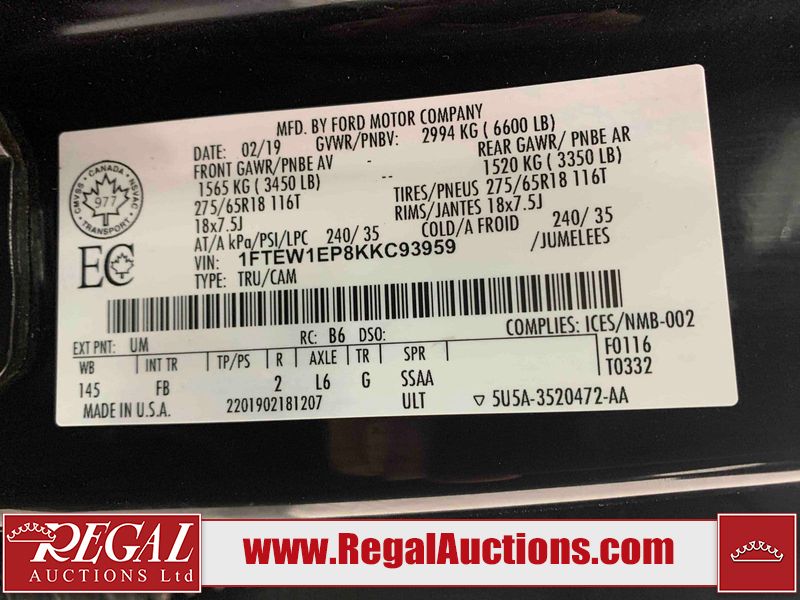 MFD. BY FORD MOTOR COMPANY
DATE: 02/19 GVWR/PNBV: 2994 KG ( 6600 LB)
FRONT GAWR/PNBE AV - REAR GAWR/ PNBE AR
1565 KG ( 3450 LB) - 1520 KG ( 3350 LB)
275/65R18 116T TIRES/PNEUS 275/65R18 116T
18x7.5J RIMS/JANTES 18x7.5J
AT/A kPa/PSI/LPC 240/ 35 COLD/A FROID 240/ 35
VIN: 1FTEW1EP8KKC93959 /JUMELEES
TYPE: TRU/CAM
CMVSS - CANADA - NSVAC
977
TRANSPORT
EC
EXT PNT: UM RC: B6 DSO: COMPLIES: ICES/NMB-002
WB INT TR TP/PS R AXLE TR SPR F0116
145 FB 2 L6 G SSAA T0332
MADE IN U.S.A. 2201902181207 ULT ▽ 5U5A-3520472-AA
REGAL
AUCTIONS Ltd
www.RegalAuctions.com